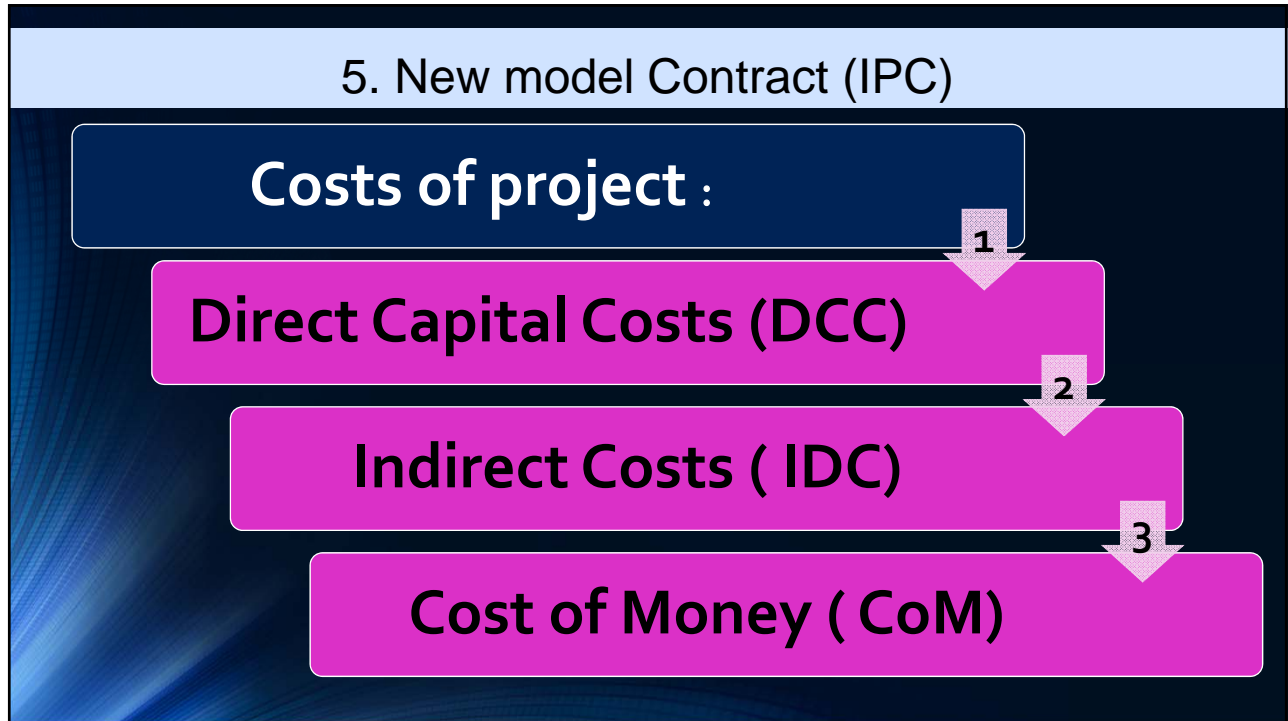 5. New model Contract (IPC)
Costs of project :
1
Direct Capital Costs (DCC)
2
Indirect Costs ( IDC)
3
Cost of Money ( CoM)